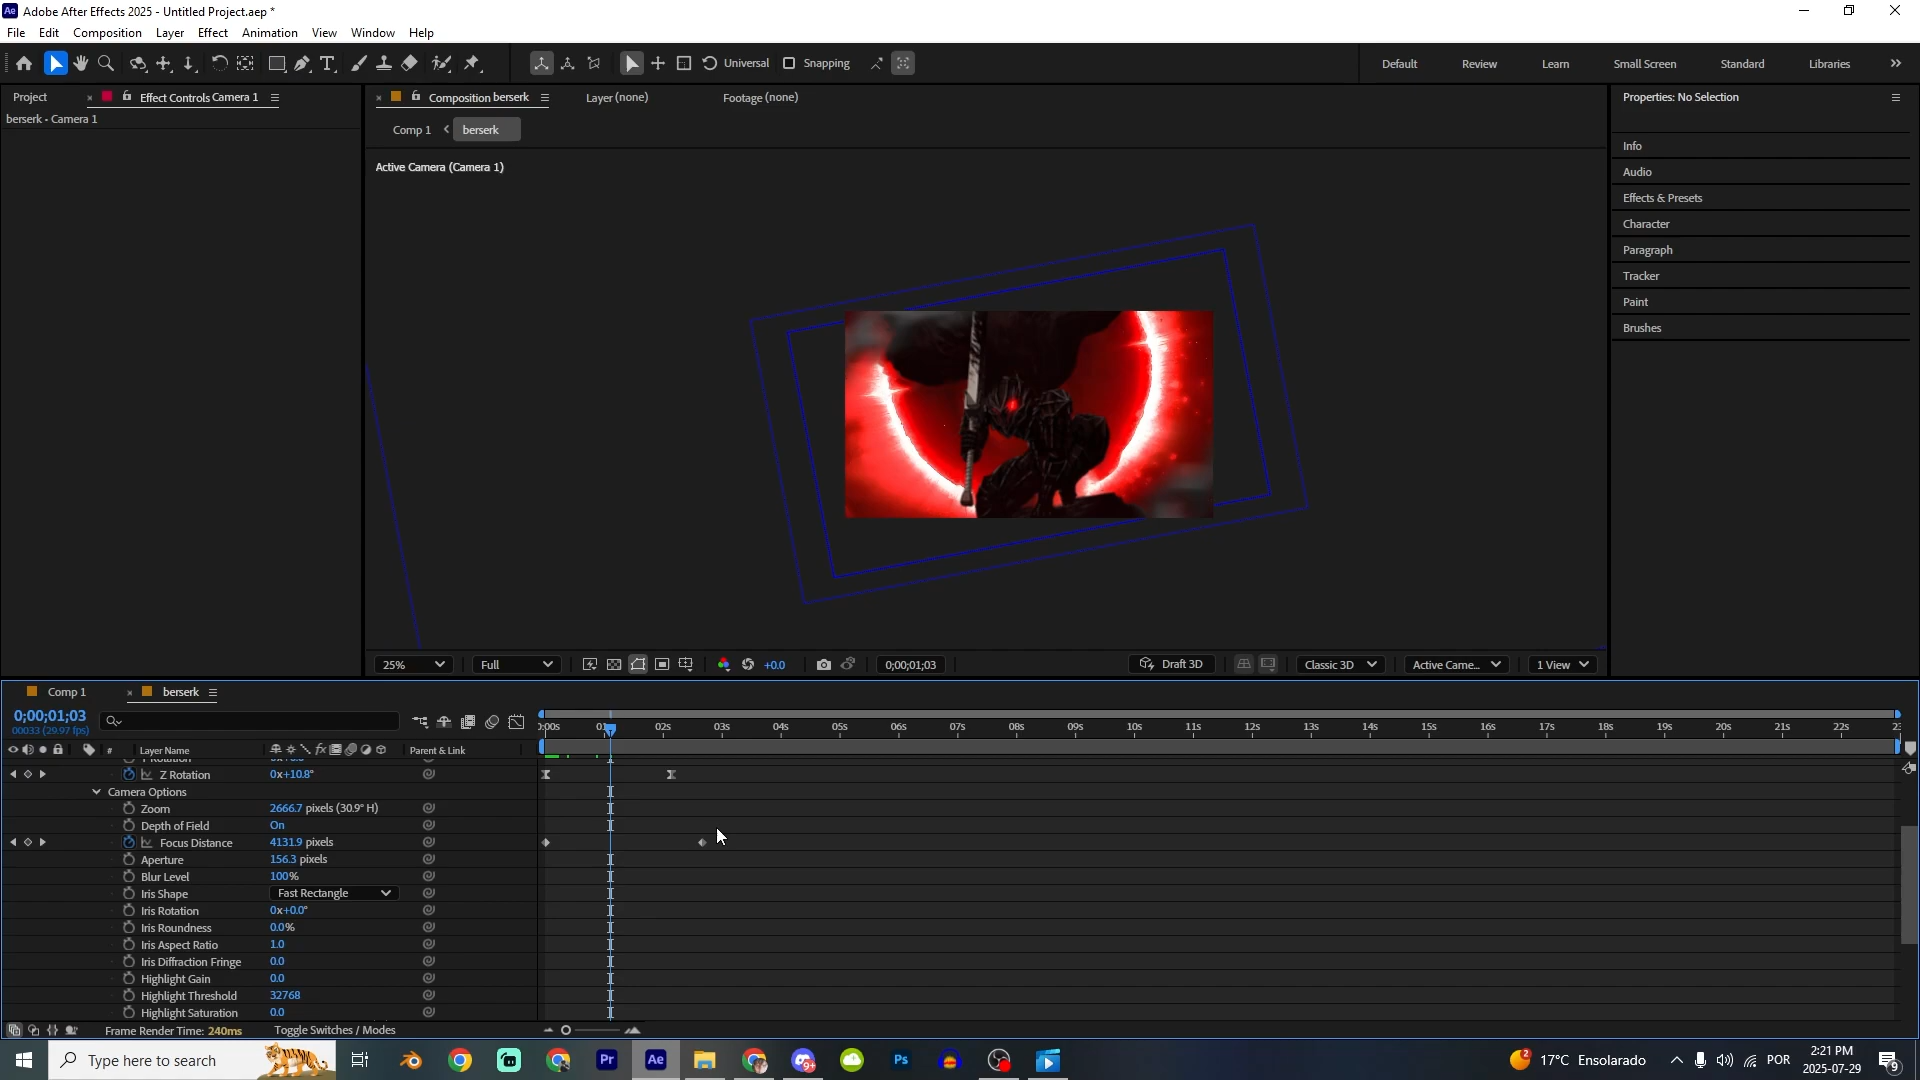 Ae Adobe After Effects 2025 - Untitled Project.aep *
File Edit Composition Layer Effect Animation View Window Help
Universal Snapping Default Review Learn Small Screen Standard Libraries
Project Effect Controls Camera 1
berserk • Camera 1
Composition berserk Layer (none) Footage (none)
Comp 1 berserk
Active Camera (Camera 1)
Properties: No Selection
Info
Audio
Effects & Presets
Character
Paragraph
Tracker
Paint
Brushes
25% Full +0.0 0;00;01;03 Draft 3D Classic 3D Active Came... 1 View
Comp 1 berserk
0;00;01;03
00033 (29.97 fps)
02s 03s 04s 05s 06s 07s 08s 09s 10s 11s 12s 13s 14s 15s 16s 17s 18s 19s 20s 21s 22s
# Layer Name Parent & Link
Z Rotation 0x+10.8°
Camera Options
Zoom 2666.7 pixels (30.9° H)
Depth of Field On
Focus Distance 4131.9 pixels
Aperture 156.3 pixels
Blur Level 100%
Iris Shape Fast Rectangle
Iris Rotation 0x+0.0°
Iris Roundness 0.0%
Iris Aspect Ratio 1.0
Iris Diffraction Fringe 0.0
Highlight Gain 0.0
Highlight Threshold 32768
Highlight Saturation 0.0
Frame Render Time: 240ms Toggle Switches / Modes
Type here to search Pr Ae Ps 17°C Ensolarado POR 2:21 PM
2025-07-29